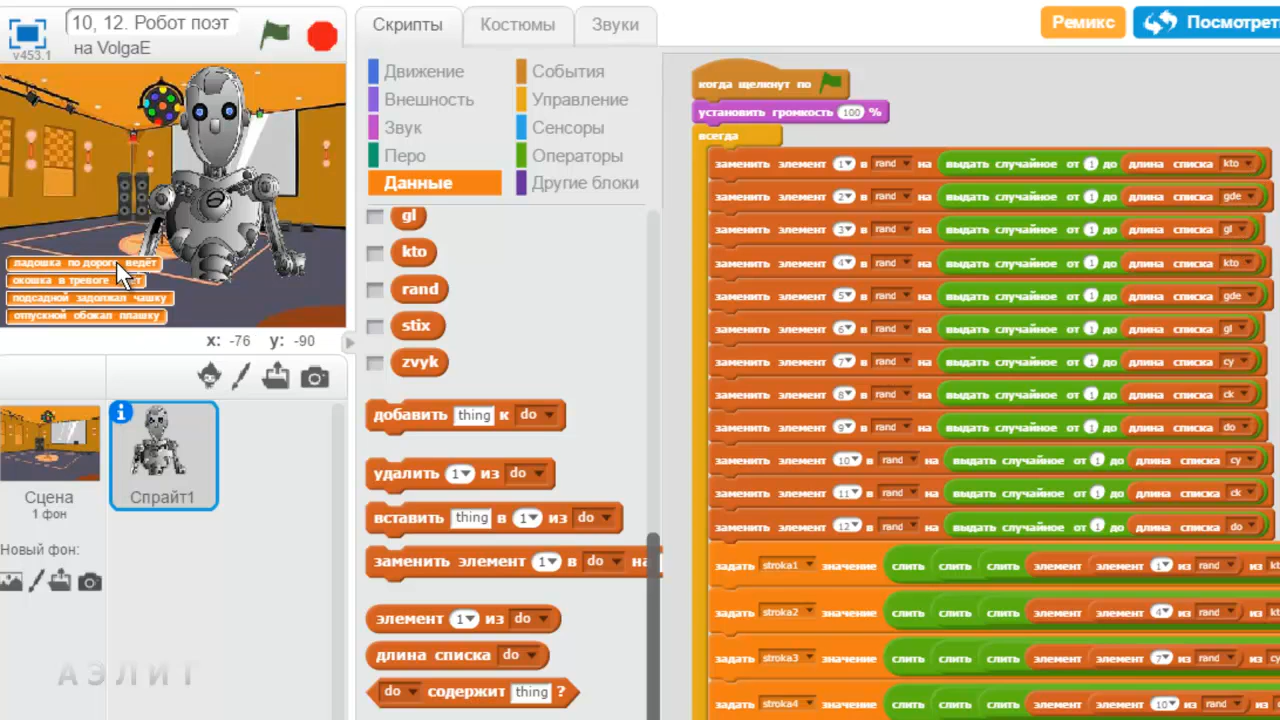 10, 12. Робот поэт
на VolgaE
v453.1
Скрипты
Костюмы
Звуки
Ремикс
Посмотрет
Движение
События
Внешность
Управление
Звук
Сенсоры
Перо
Операторы
Данные
Другие блоки
gl
kto
rand
stix
zvyk
добавить thing к do
удалить 1 из do
вставить thing в 1 из do
заменить элемент 1 в do на
элемент 1 из do
длина списка do
do содержит thing ?
по дороге ведёт
окошка в тревоге
подсадной задолжал чашку
отпускной обожал плашку
x: -76 y: -90
Сцена
1 фон
Спрайт1
Новый фон:
АЭЛИТ
когда щелкнут по
установить громкость 100 %
всегда
заменить элемент 1 в rand на выдать случайное от 1 до длина списка kto
заменить элемент 2 в rand на выдать случайное от 1 до длина списка gde
заменить элемент 3 в rand на выдать случайное от 1 до длина списка gl
заменить элемент 4 в rand на выдать случайное от 1 до длина списка kto
заменить элемент 5 в rand на выдать случайное от 1 до длина списка gde
заменить элемент 6 в rand на выдать случайное от 1 до длина списка gl
заменить элемент 7 в rand на выдать случайное от 1 до длина списка cy
заменить элемент 8 в rand на выдать случайное от 1 до длина списка ck
заменить элемент 9 в rand на выдать случайное от 1 до длина списка do
заменить элемент 10 в rand на выдать случайное от 1 до длина списка cy
заменить элемент 11 в rand на выдать случайное от 1 до длина списка ck
заменить элемент 12 в rand на выдать случайное от 1 до длина списка do
задать stroka1 значение слить слить слить элемент элемент 1 из rand из kt
задать stroka2 значение слить слить слить элемент элемент 4 из rand из kt
задать stroka3 значение слить слить слить элемент элемент 7 из rand из cy
задать stroka4 значение слить слить слить элемент элемент 10 из rand из